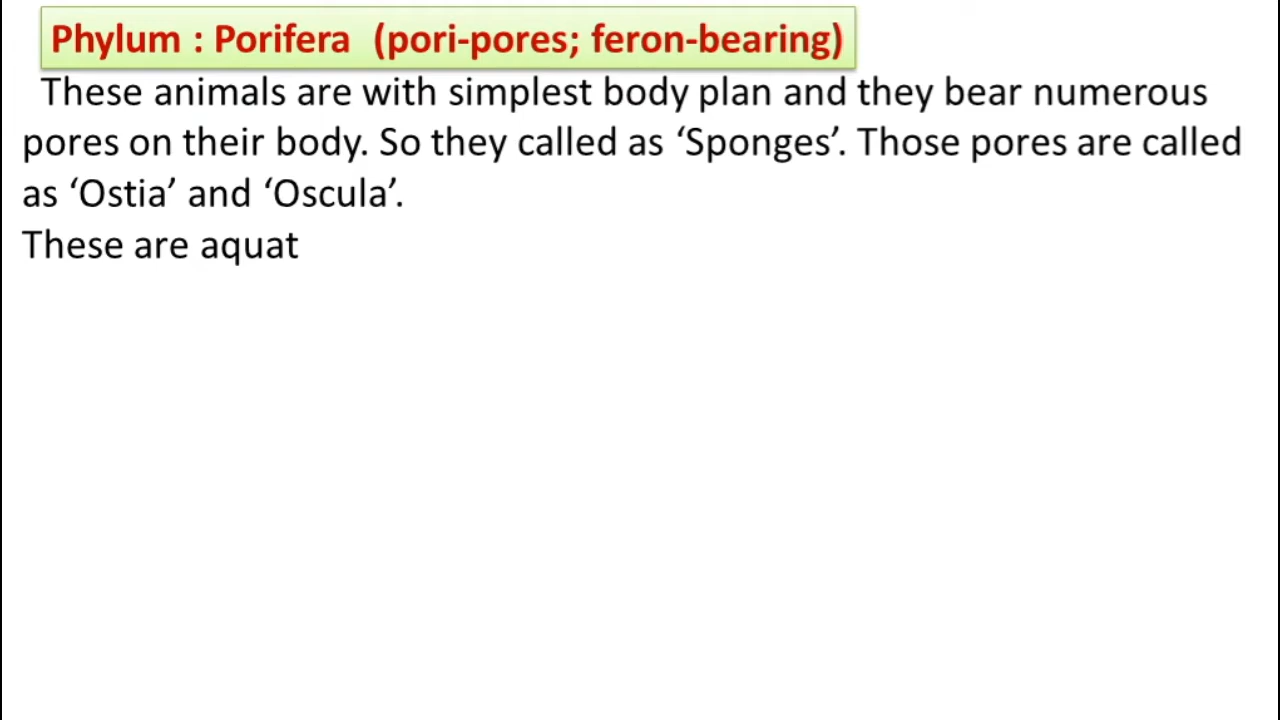 Phylum : Porifera (pori-pores; feron-bearing)
These animals are with simplest body plan and they bear numerous
pores on their body. So they called as ‘Sponges’. Those pores are called
as ‘Ostia’ and ‘Oscula’.
These are aquat